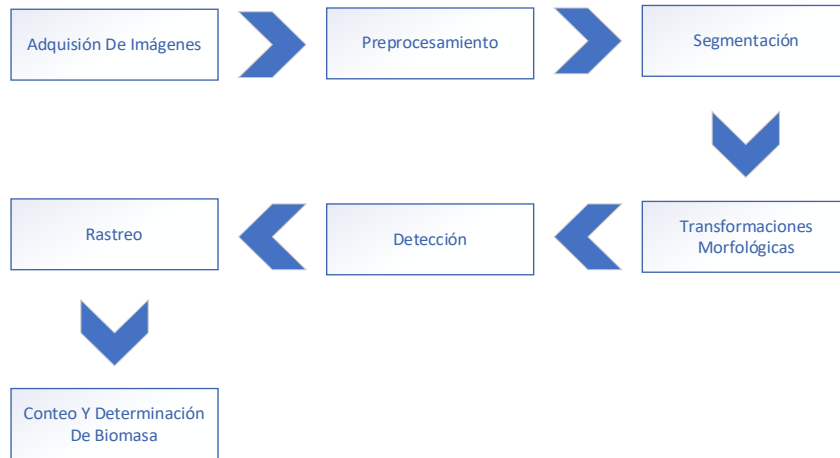 Adquisión De Imágenes
Preprocesamiento
Segmentación
Transformaciones
Morfológicas
Detección
Rastreo
Conteo Y Determinación
De Biomasa